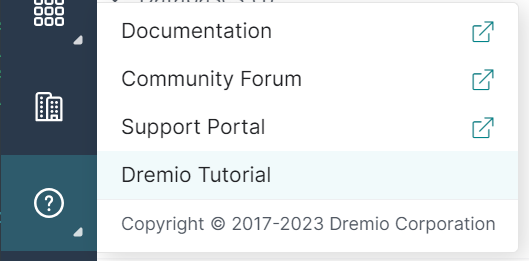 Documentation
Community Forum
Support Portal
Dremio Tutorial
Copyright © 2017-2023 Dremio Corporation